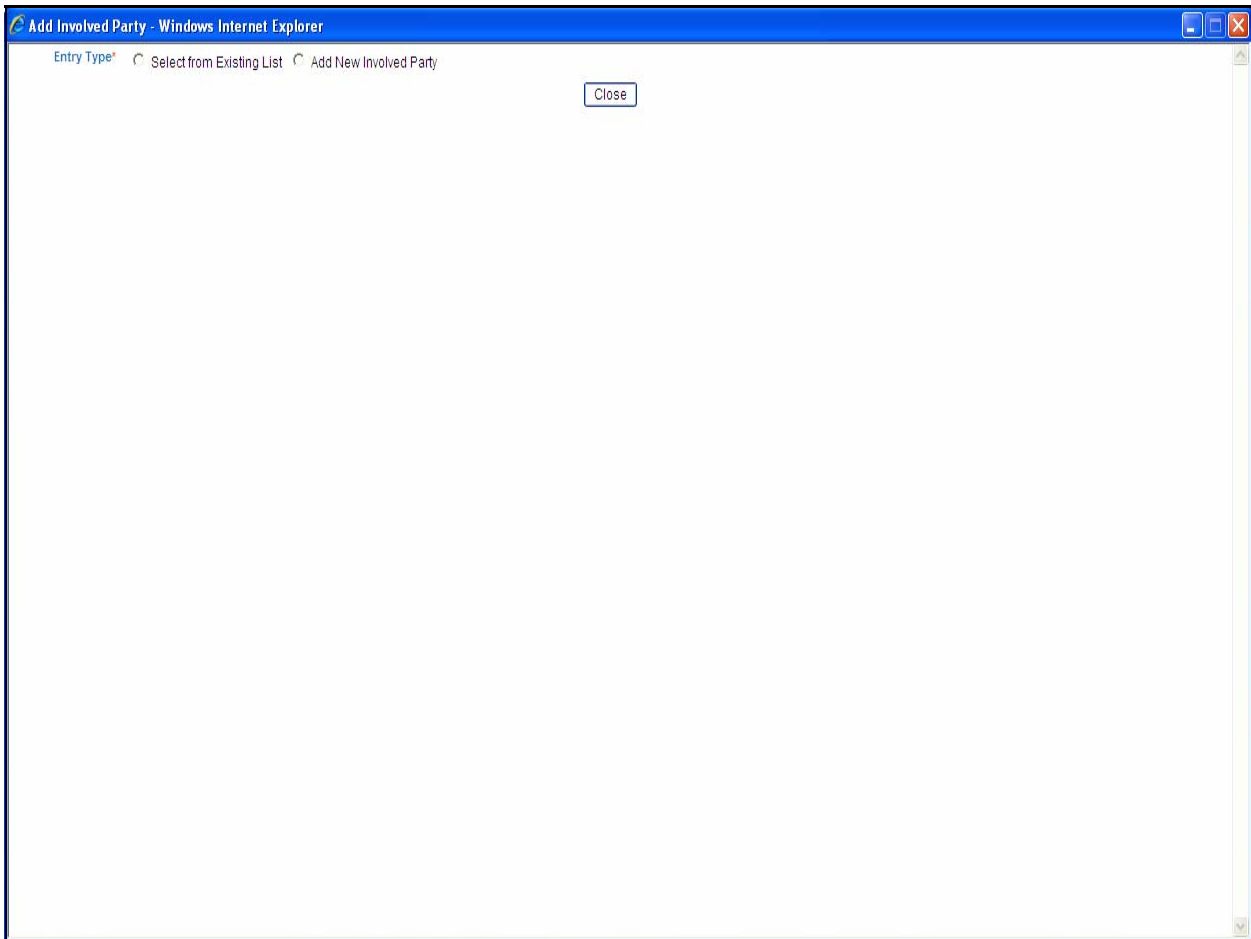 Add Involved Party - Windows Internet Explorer
Entry Type* Select from Existing List Add New Involved Party
Close